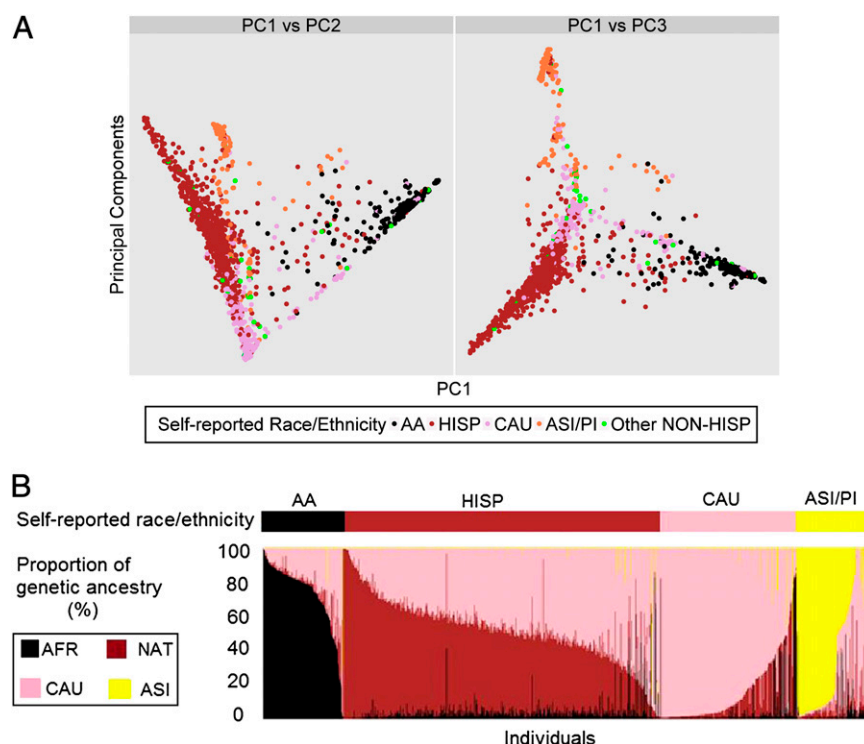 A
PC1 vs PC2
PC1 vs PC3
Principal Components
PC1
Self-reported Race/Ethnicity AA HISP CAU ASI/PI Other NON-HISP
B
AA HISP CAU ASI/PI
Self-reported race/ethnicity
Proportion of
genetic ancestry
(%)
100
80
60
40
20
0
AFR NAT
CAU ASI
Individuals